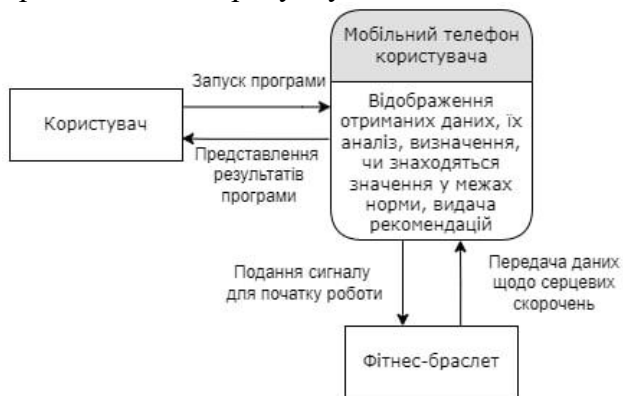 Мобільний телефон
користувача
Запуск програми
Користувач
Представлення
результатів
програми
Відображення
отриманих даних, їх
аналіз, визначення,
чи знаходяться
значення у межах
норми, видача
рекомендацій
Подання сигналу
для початку роботи
Передача даних
щодо серцевих
скорочень
Фітнес-браслет